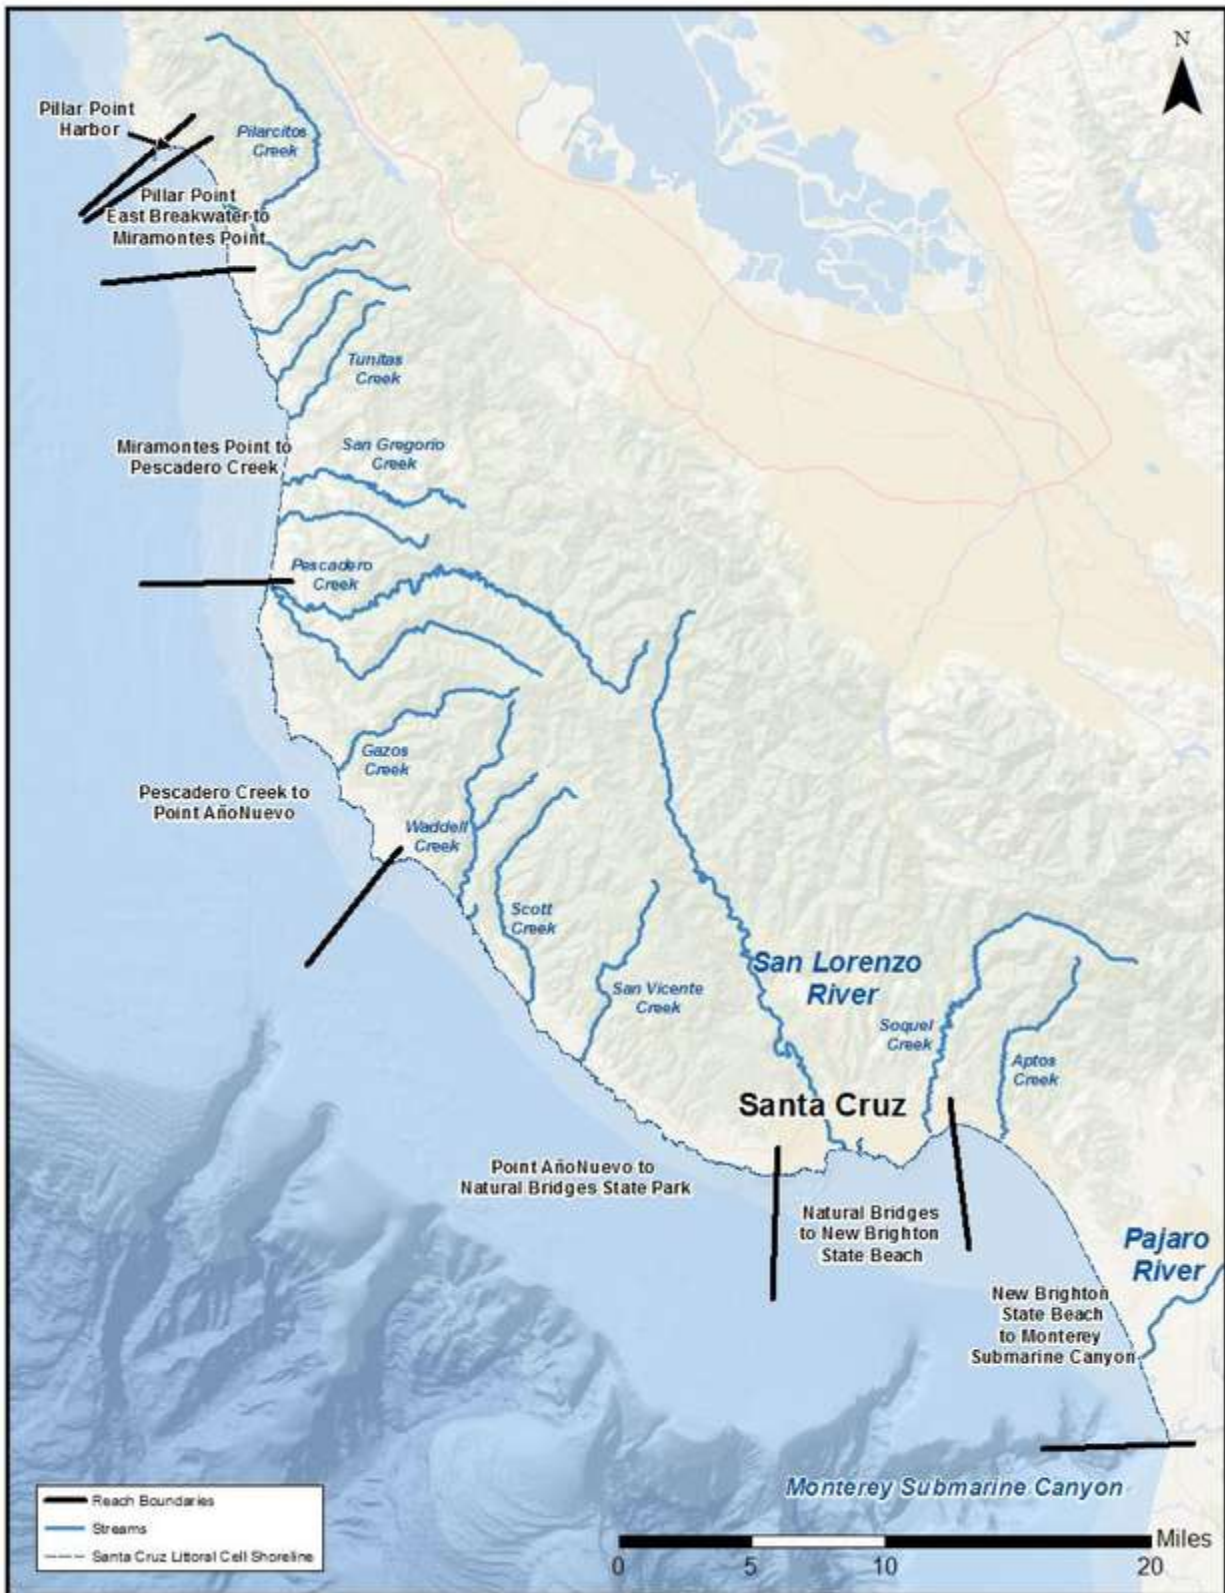 N
Pillar Point
Harbor
Pilarcitos
Creek
Pillar Point
East Breakwater to
Miramontes Point
Tunitas
Creek
Miramontes Point to
Pescadero Creek
San Gregorio
Creek
Pescadero
Creek
Gazos
Creek
Pescadero Creek to
Point AñoNuevo
Waddell
Creek
Scott
Creek
San Vicente
Creek
San Lorenzo
River
Soquel
Creek
Aptos
Creek
Santa Cruz
Point AñoNuevo to
Natural Bridges State Park
Natural Bridges
to New Brighton
State Beach
Pajaro
River
New Brighton
State Beach
to Monterey
Submarine Canyon
Monterey Submarine Canyon
Reach Boundaries
Streams
Santa Cruz Littoral Cell Shoreline
Miles
0 5 10 20